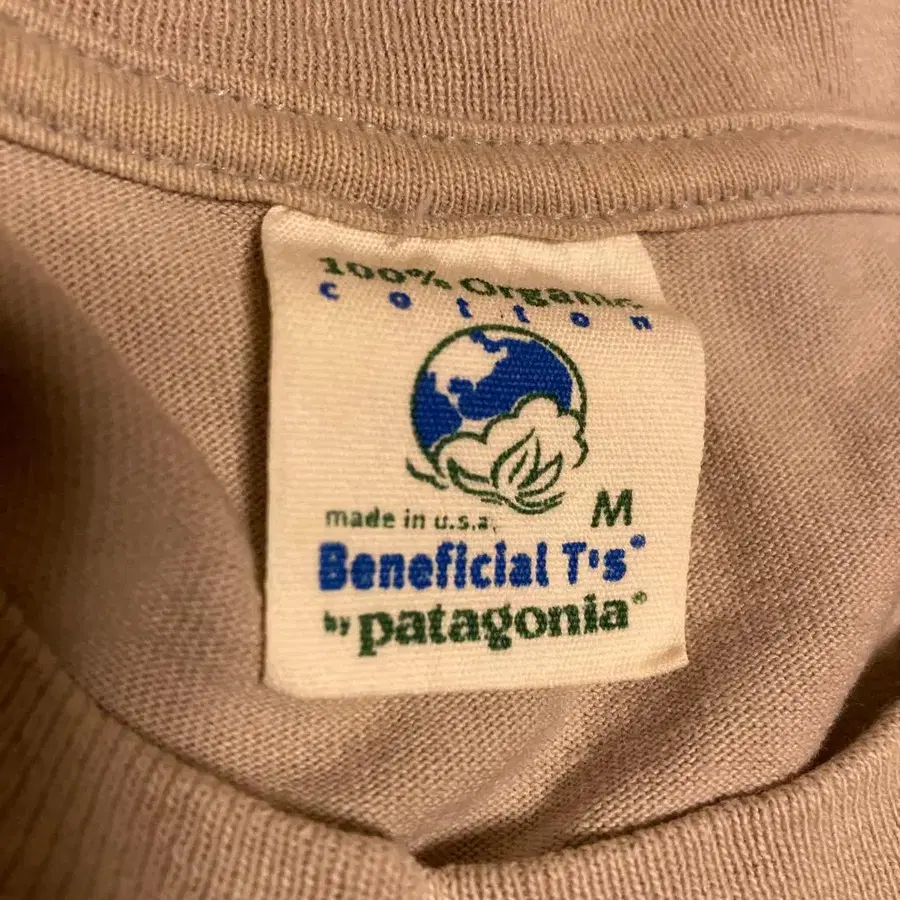 100% Organic
cotton
made in u.s.a.
M
Beneficial T's®
by patagonia®